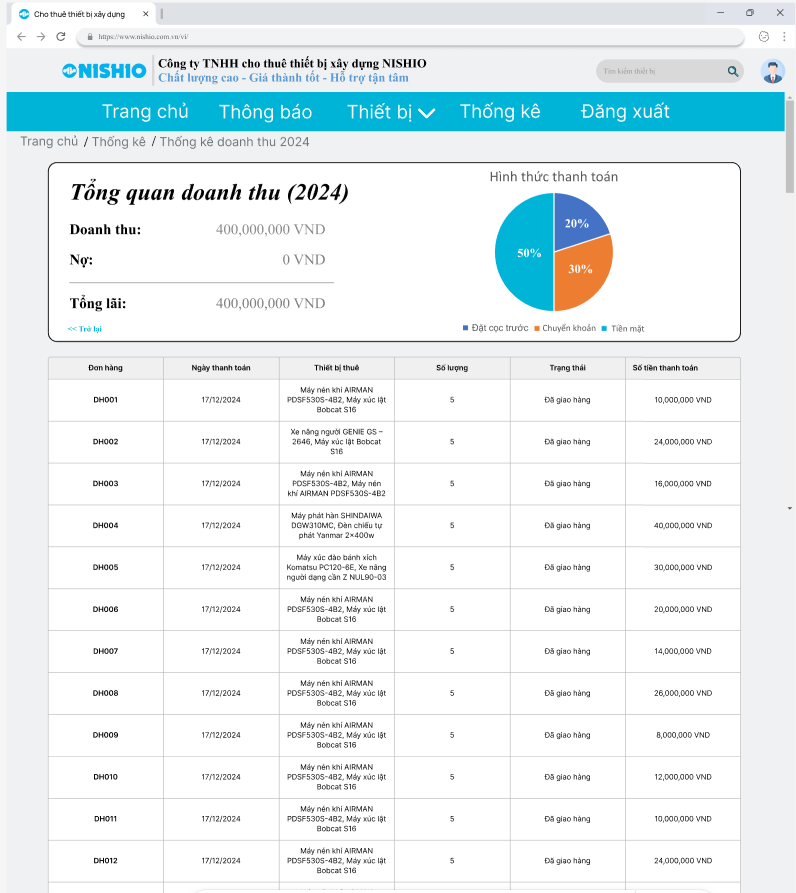 Cho thuê thiết bị xây dựng
https://www.nishio.com.vn/vi/
NISHIO
Công ty TNHH cho thuê thiết bị xây dựng NISHIO
Chất lượng cao - Giá thành tốt - Hỗ trợ tận tâm
Tìm kiếm thiết bị
Trang chủ Thông báo Thiết bị Thống kê Đăng xuất
Trang chủ / Thống kê / Thống kê doanh thu 2024
Tổng quan doanh thu (2024)
Doanh thu: 400,000,000 VND
Nợ: 0 VND
Tổng lãi: 400,000,000 VND
<< Trở lại
Hình thức thanh toán
20%
50%
30%
Đặt cọc trước Chuyển khoản Tiền mặt
Đơn hàng Ngày thanh toán Thiết bị thuê Số lượng Trạng thái Số tiền thanh toán
DH001 17/12/2024 Máy nén khí AIRMAN PDSF530S-4B2, Máy xúc lật Bobcat S16 5 Đã giao hàng 10,000,000 VND
DH002 17/12/2024 Xe nâng người GENIE GS – 2646, Máy xúc lật Bobcat S16 5 Đã giao hàng 24,000,000 VND
DH003 17/12/2024 Máy nén khí AIRMAN PDSF530S-4B2, Máy nén khí AIRMAN PDSF530S-4B2 5 Đã giao hàng 16,000,000 VND
DH004 17/12/2024 Máy phát hàn SHINDAIWA DGW310MC, Đèn chiếu tự phát Yanmar 2x400w 5 Đã giao hàng 40,000,000 VND
DH005 17/12/2024 Máy xúc đào bánh xích Komatsu PC120-6E, Xe nâng người dạng cần Z NUL90-03 5 Đã giao hàng 30,000,000 VND
DH006 17/12/2024 Máy nén khí AIRMAN PDSF530S-4B2, Máy xúc lật Bobcat S16 5 Đã giao hàng 20,000,000 VND
DH007 17/12/2024 Máy nén khí AIRMAN PDSF530S-4B2, Máy xúc lật Bobcat S16 5 Đã giao hàng 14,000,000 VND
DH008 17/12/2024 Máy nén khí AIRMAN PDSF530S-4B2, Máy xúc lật Bobcat S16 5 Đã giao hàng 26,000,000 VND
DH009 17/12/2024 Máy nén khí AIRMAN PDSF530S-4B2, Máy xúc lật Bobcat S16 5 Đã giao hàng 8,000,000 VND
DH010 17/12/2024 Máy nén khí AIRMAN PDSF530S-4B2, Máy xúc lật Bobcat S16 5 Đã giao hàng 12,000,000 VND
DH011 17/12/2024 Máy nén khí AIRMAN PDSF530S-4B2, Máy xúc lật Bobcat S16 5 Đã giao hàng 10,000,000 VND
DH012 17/12/2024 Máy nén khí AIRMAN PDSF530S-4B2, Máy xúc lật Bobcat S16 5 Đã giao hàng 24,000,000 VND